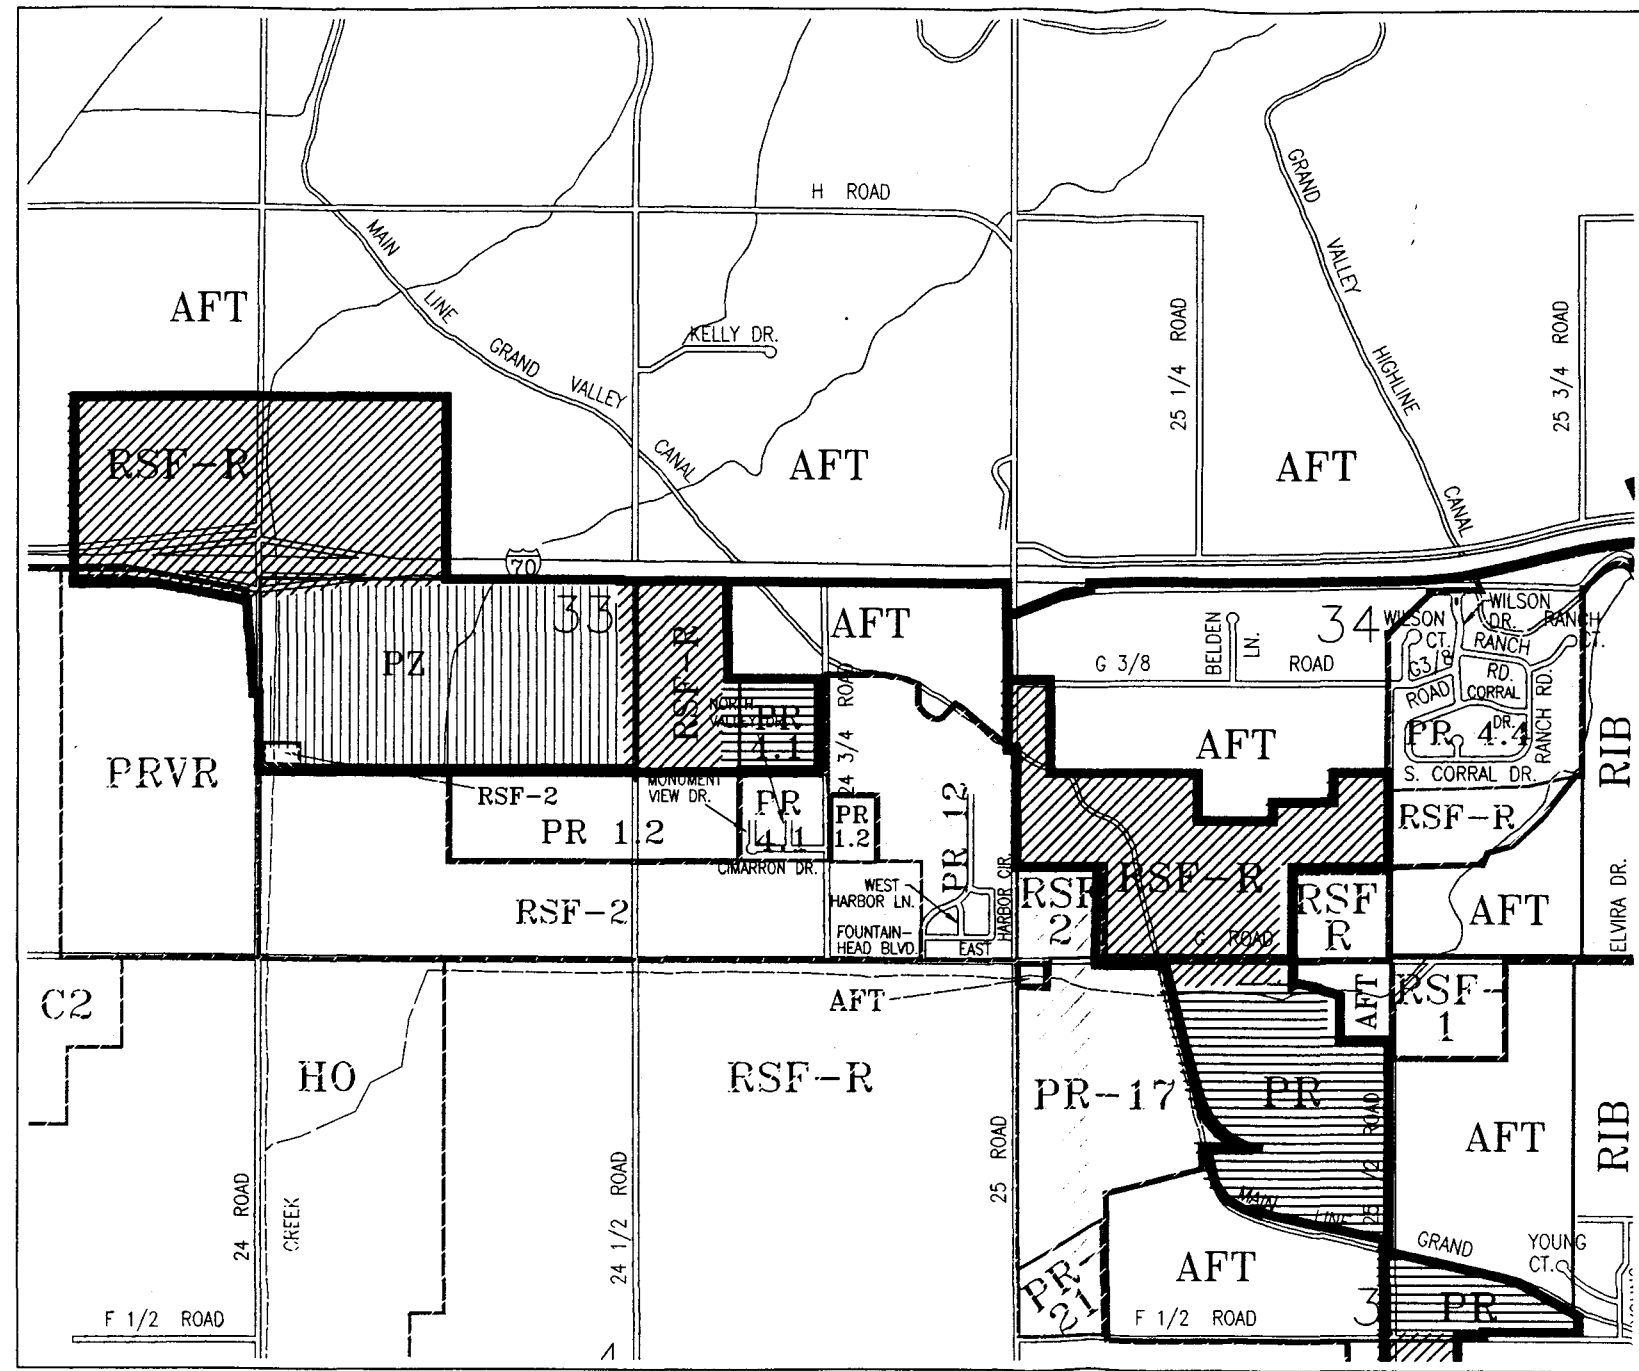 H ROAD
MAIN
LINE
GRAND
VALLEY
CANAL
GRAND
VALLEY
HIGHLINE
CANAL
AFT
KELLY DR.
25 1/4 ROAD
25 3/4 ROAD
RSF-R
AFT
AFT
70
33
PZ
RSF-R
AFT
NORTH
VALLEY DR.
PR
4.1
24 3/4 ROAD
G 3/8 ROAD
BELDEN
LN.
34
WILSON
CT.
WILSON
DR.
RANCH
CT.
RANCH
RD.
G3/8
ROAD
CORRAL
DR.
RANCH RD.
PR 4.4
S. CORRAL DR.
AFT
RIB
PRVR
RSF-2
MONUMENT
VIEW DR.
PR 1.2
PR
4.1
CIMARRON DR.
PR
1.2
PR 12
WEST
HARBOR LN.
HARBOR CIR.
FOUNTAIN-
HEAD BLVD.
EAST
RSF-2
RSF
2
RSF-R
G ROAD
RSF
R
RSF-R
AFT
ELVIRA DR.
C2
HO
RSF-R
AFT
PR-17
PR
AFT
RSF-
1
AFT
RIB
24 ROAD
CREEK
24 1/2 ROAD
25 ROAD
25 1/2 ROAD
MAIN
LINE
GRAND
YOUNG
CT.
PR-
21
AFT
F 1/2 ROAD
F 1/2 ROAD
3
PR